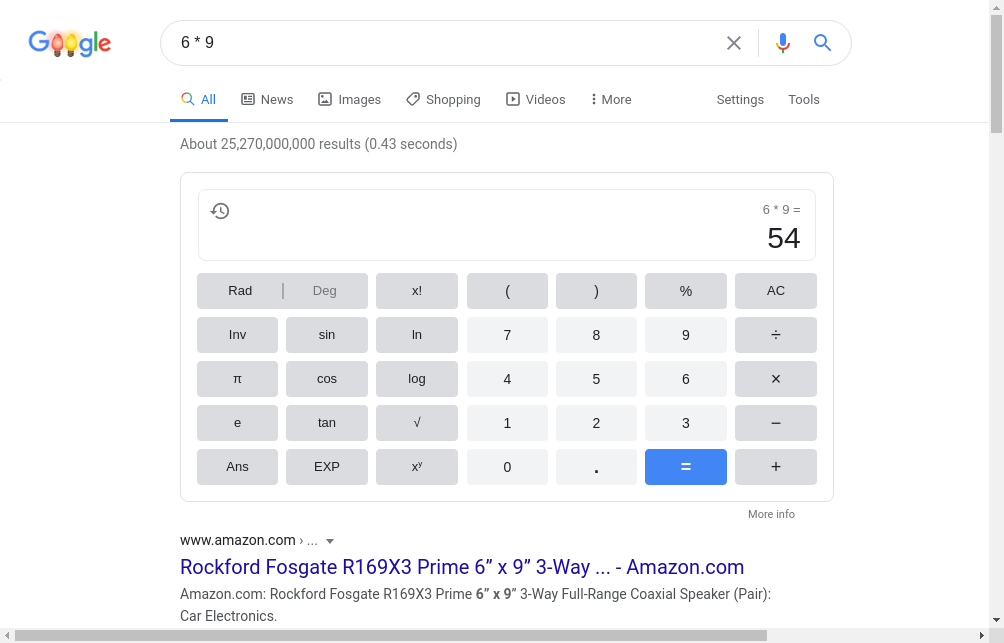 Google 6 * 9
All News Images Shopping Videos More Settings Tools
About 25,270,000,000 results (0.43 seconds)
6 * 9 =
54
Rad | Deg x! ( ) % AC
Inv sin ln 7 8 9 ÷
π cos log 4 5 6 ×
e tan √ 1 2 3 −
Ans EXP xʸ 0 . = +
More info
www.amazon.com › ...
Rockford Fosgate R169X3 Prime 6” x 9” 3-Way ... - Amazon.com
Amazon.com: Rockford Fosgate R169X3 Prime 6” x 9” 3-Way Full-Range Coaxial Speaker (Pair):
Car Electronics.